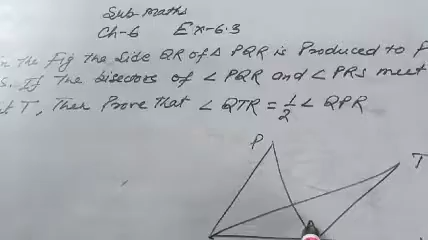 Sub- maths
Ch-6 Ex-6.3
In the Fig the side QR of Δ PQR is Produced to P
S. If the bisectors of ∠ PQR and ∠ PRS meet
at T, Then Prove that ∠ QTR = 1/2 ∠ QPR
P
T